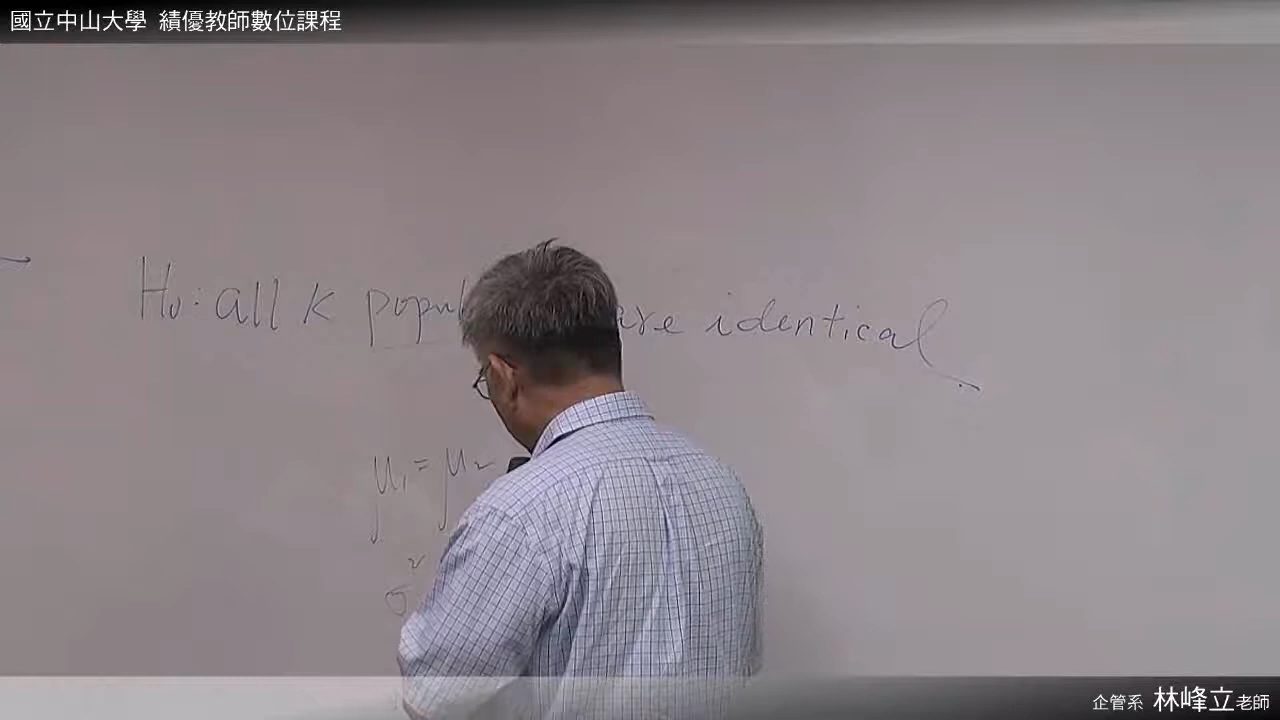 國立中山大學 績優教師數位課程
H₀: all K popul are identical
μ₁ = μ₂
σ²
企管系 林峰立老師